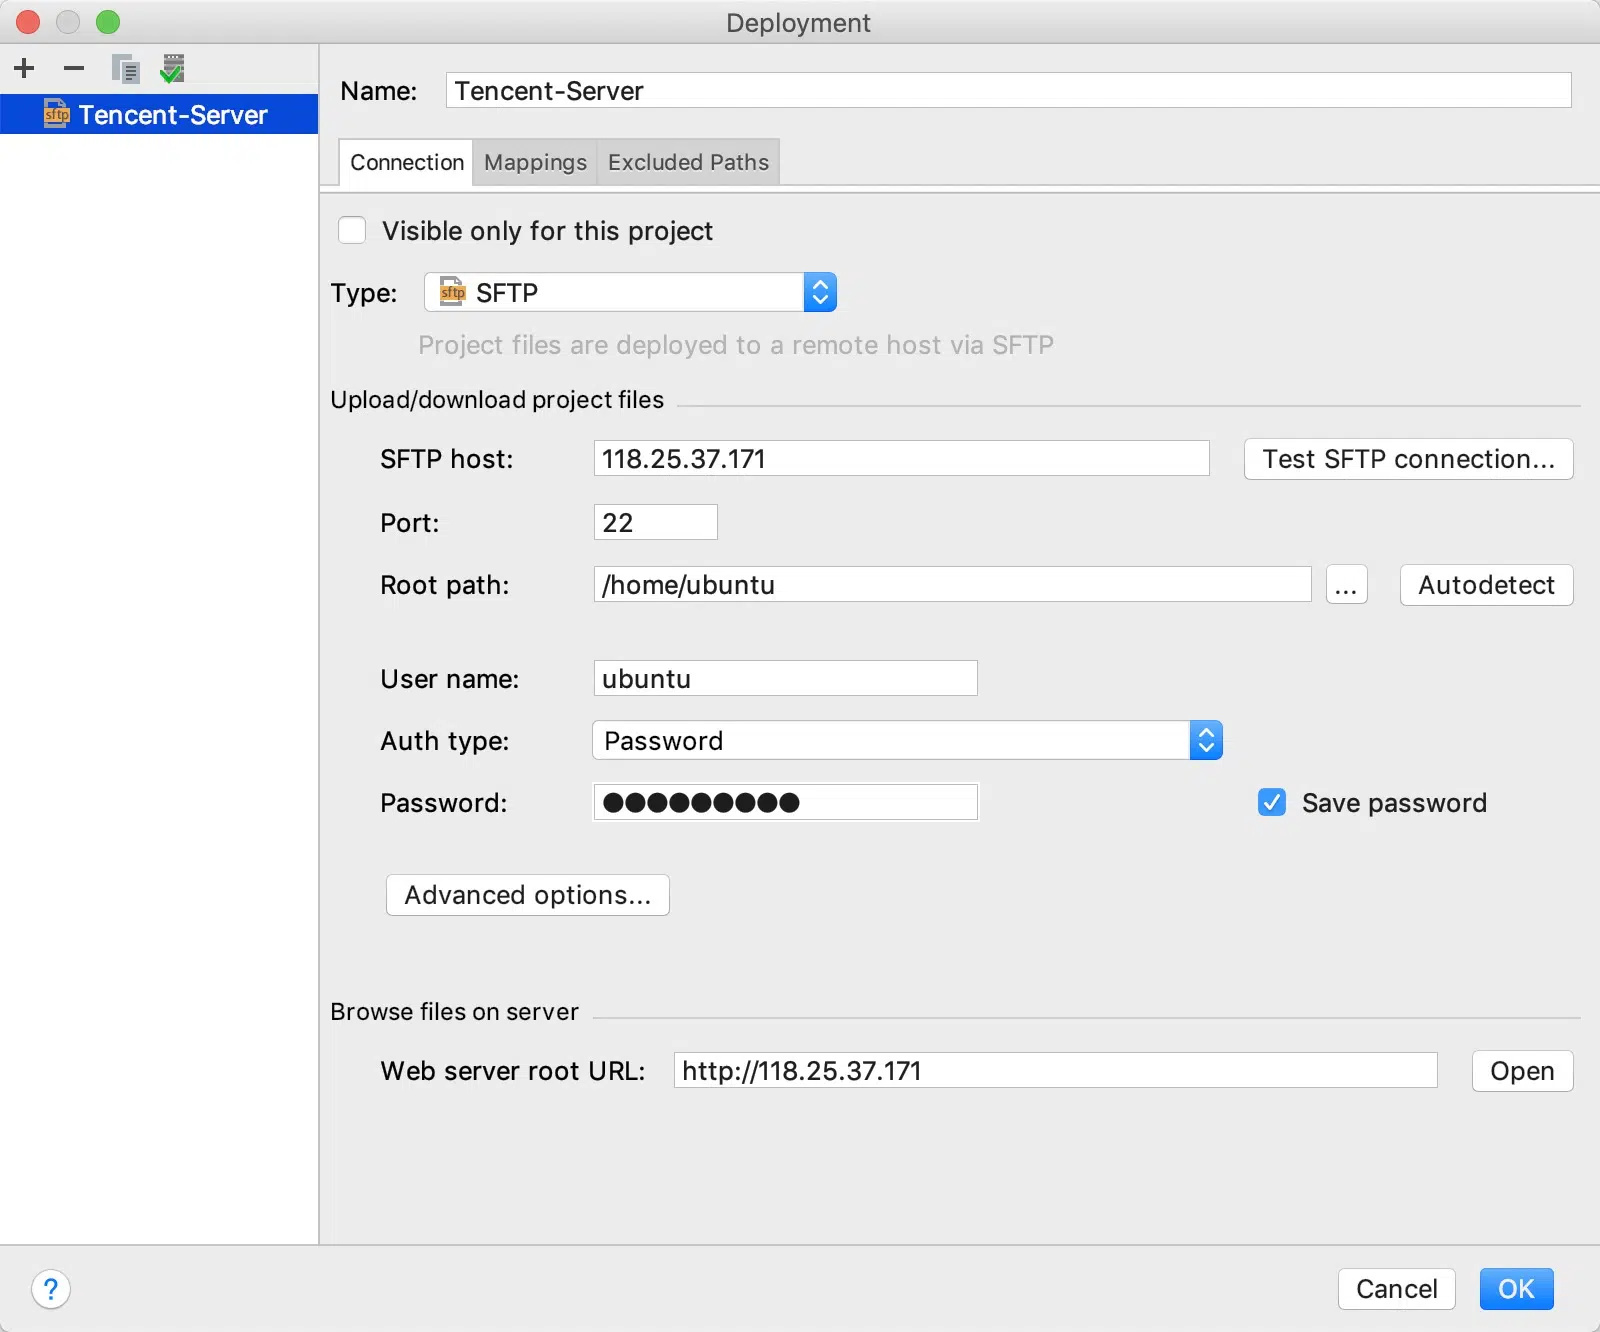 Deployment
sftp Tencent-Server
Name: Tencent-Server
Connection Mappings Excluded Paths
Visible only for this project
Type: sftp SFTP
Project files are deployed to a remote host via SFTP
Upload/download project files
SFTP host: 118.25.37.171 Test SFTP connection...
Port: 22
Root path: /home/ubuntu ... Autodetect
User name: ubuntu
Auth type: Password
Password: ●●●●●●●●● Save password
Advanced options...
Browse files on server
Web server root URL: http://118.25.37.171 Open
? Cancel OK